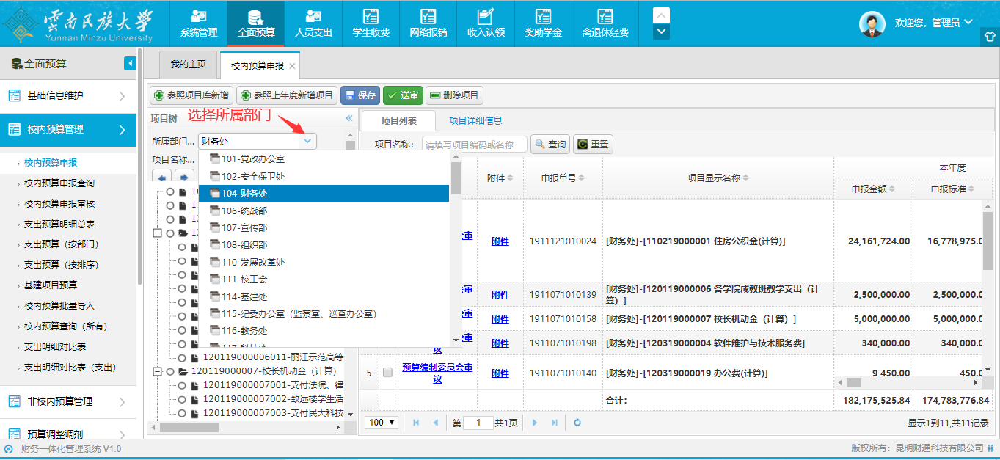 雲南民族大学
Yunnan Minzu University
系统管理
全面预算
人员支出
学生收费
网络报销
收入认领
奖助学金
离退休经费
欢迎您, 管理员
全面预算
我的主页
校内预算申报
基础信息维护
校内预算管理
校内预算申报
校内预算申报查询
校内预算申报审核
支出预算明细总表
支出预算（按部门）
支出预算（按排序）
基建项目预算
校内预算批量导入
校内预算查询（所有）
支出明细对比表
支出明细对比表（支出）
非校内预算管理
预算调整调剂
参照项目库新增
参照上年度新增项目
保存
送审
删除项目
项目树
选择所属部门
所属部门...
财务处
项目名称...
101-党政办公室
102-安全保卫处
104-财务处
106-统战部
107-宣传部
108-组织部
110-发展改革处
111-校工会
114-基建处
115-纪委办公室（监察室、巡查办公室）
116-教务处
117-科技处
120119000006011-丽江示范高等
120119000007-校长机动金（计算）
120119000007001-支付法院、律
120119000007002-致远楼学生活
120119000007003-支付民大科技
项目列表
项目详细信息
项目名称:
请填写项目编码或名称
查询
重置
附件
申报单号
项目显示名称
本年度
申报金额
申报标准
审
附件
1911121010024
[财务处]-[110219000001 住房公积金(计算)]
24,161,724.00
16,778,975.0
审
附件
1911071010139
[财务处]-[120119000006 各学院成教班教学支出（计
算）]
2,500,000.00
2,500,000.0
审
附件
1911071010158
[财务处]-[120119000007 校长机动金（计算）]
5,000,000.00
5,000,000.0
审
议
附件
1911071010198
[财务处]-[120319000004 软件维护与技术服务费]
340,000.00
340,000.0
5
预算编制委员会审
议
附件
1911071010140
[财务处]-[120319000019 办公费(计算)]
9,450.00
450.0
合计:
182,175,525.84
174,783,776.84
100
第
1
共1页
显示1到11,共11记录
财务一体化管理系统 V1.0
版权所有：昆明财通科技有限公司